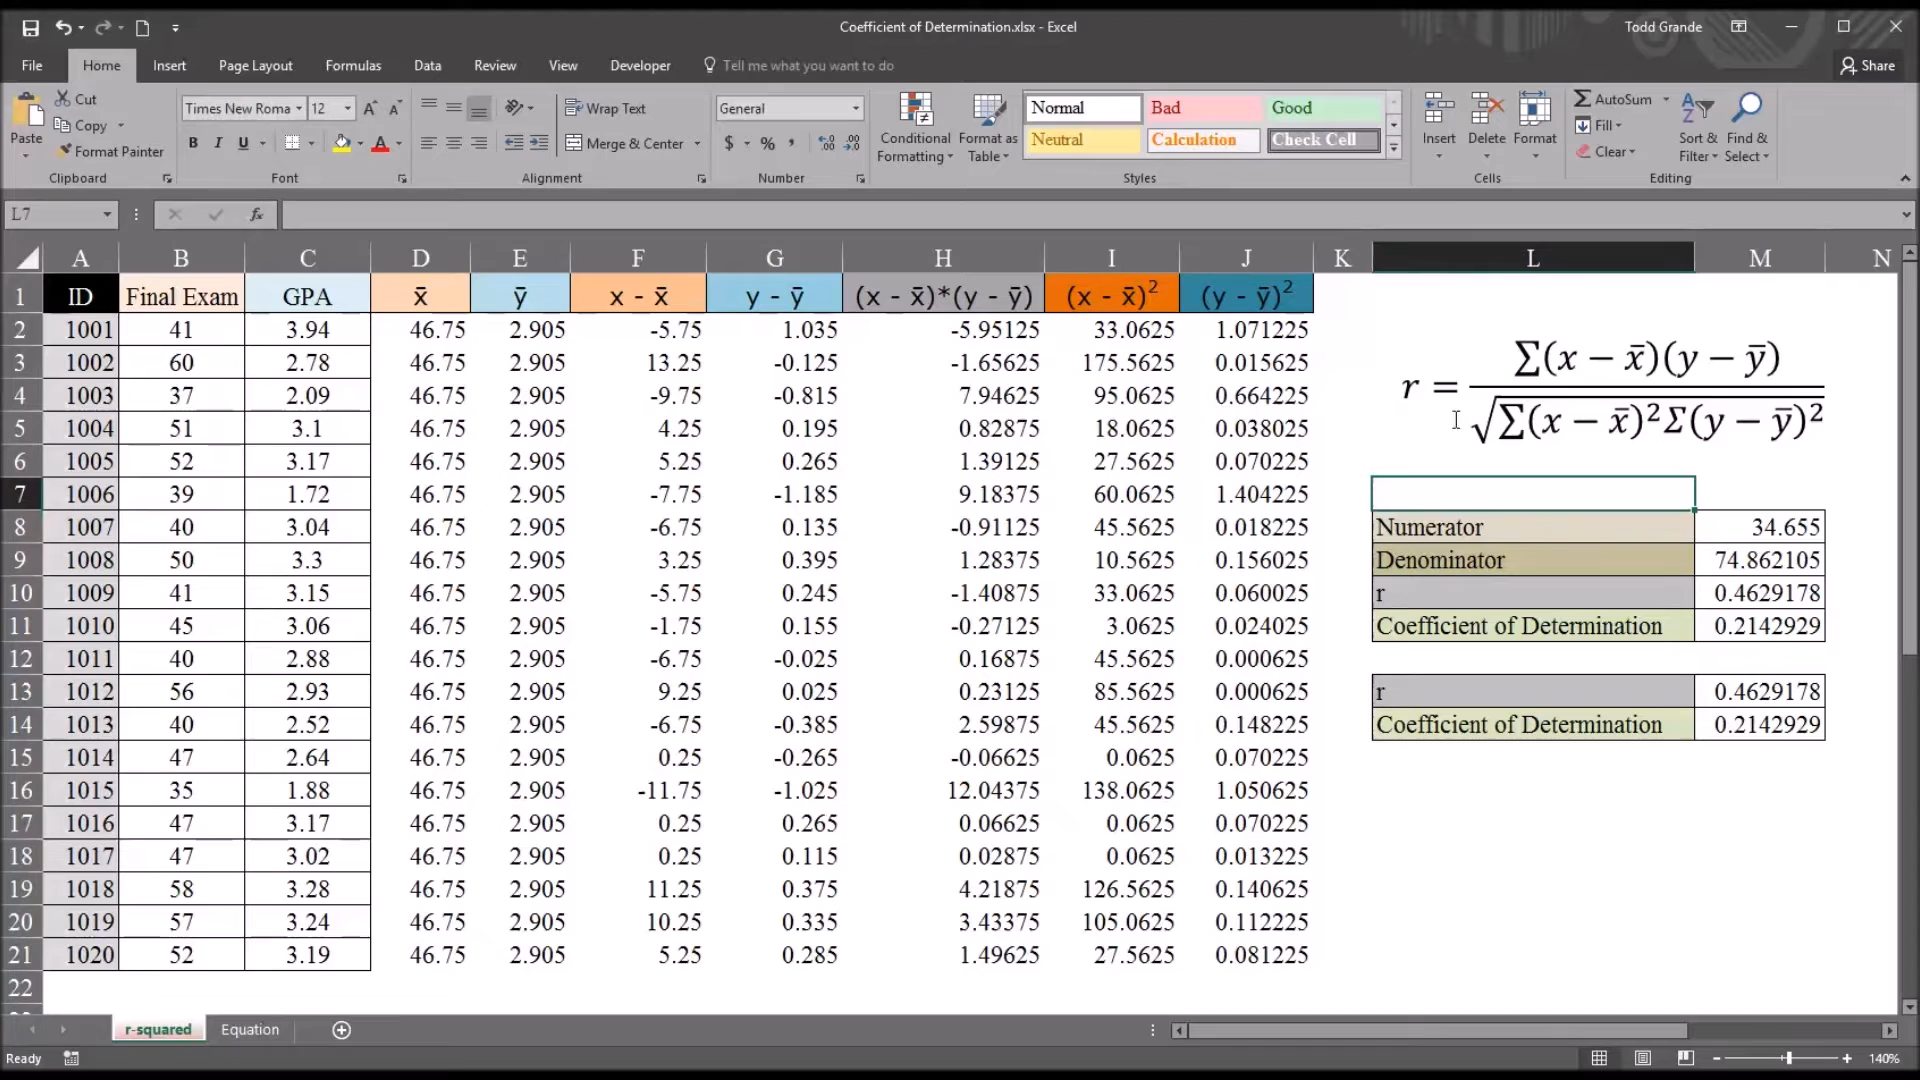 Coefficient of Determination.xlsx - Excel
Todd Grande
File Home Insert Page Layout Formulas Data Review View Developer Tell me what you want to do Share
Paste
Cut
Copy
Format Painter
Clipboard
Times New Roma 12
B I U
Font
Wrap Text
Merge & Center
Alignment
General
$ % ,
Number
Conditional Formatting
Format as Table
Normal Bad Good
Neutral Calculation Check Cell
Styles
Insert Delete Format
Cells
AutoSum
Fill
Clear
Sort & Filter
Find & Select
Editing
L7 fx
A B C D E F G H I J K L M N
1 ID Final Exam GPA x̄ ȳ x - x̄ y - ȳ (x - x̄)*(y - ȳ) (x - x̄)² (y - ȳ)²
2 1001 41 3.94 46.75 2.905 -5.75 1.035 -5.95125 33.0625 1.071225
3 1002 60 2.78 46.75 2.905 13.25 -0.125 -1.65625 175.5625 0.015625
4 1003 37 2.09 46.75 2.905 -9.75 -0.815 7.94625 95.0625 0.664225
5 1004 51 3.1 46.75 2.905 4.25 0.195 0.82875 18.0625 0.038025
6 1005 52 3.17 46.75 2.905 5.25 0.265 1.39125 27.5625 0.070225
7 1006 39 1.72 46.75 2.905 -7.75 -1.185 9.18375 60.0625 1.404225
8 1007 40 3.04 46.75 2.905 -6.75 0.135 -0.91125 45.5625 0.018225
9 1008 50 3.3 46.75 2.905 3.25 0.395 1.28375 10.5625 0.156025
10 1009 41 3.15 46.75 2.905 -5.75 0.245 -1.40875 33.0625 0.060025
11 1010 45 3.06 46.75 2.905 -1.75 0.155 -0.27125 3.0625 0.024025
12 1011 40 2.88 46.75 2.905 -6.75 -0.025 0.16875 45.5625 0.000625
13 1012 56 2.93 46.75 2.905 9.25 0.025 0.23125 85.5625 0.000625
14 1013 40 2.52 46.75 2.905 -6.75 -0.385 2.59875 45.5625 0.148225
15 1014 47 2.64 46.75 2.905 0.25 -0.265 -0.06625 0.0625 0.070225
16 1015 35 1.88 46.75 2.905 -11.75 -1.025 12.04375 138.0625 1.050625
17 1016 47 3.17 46.75 2.905 0.25 0.265 0.06625 0.0625 0.070225
18 1017 47 3.02 46.75 2.905 0.25 0.115 0.02875 0.0625 0.013225
19 1018 58 3.28 46.75 2.905 11.25 0.375 4.21875 126.5625 0.140625
20 1019 57 3.24 46.75 2.905 10.25 0.335 3.43375 105.0625 0.112225
21 1020 52 3.19 46.75 2.905 5.25 0.285 1.49625 27.5625 0.081225
22
∑(x − x̄)(y − ȳ)
r =
√∑(x − x̄)²Σ(y − ȳ)²
Numerator 34.655
Denominator 74.862105
r 0.4629178
Coefficient of Determination 0.2142929
r 0.4629178
Coefficient of Determination 0.2142929
r-squared Equation
Ready 140%